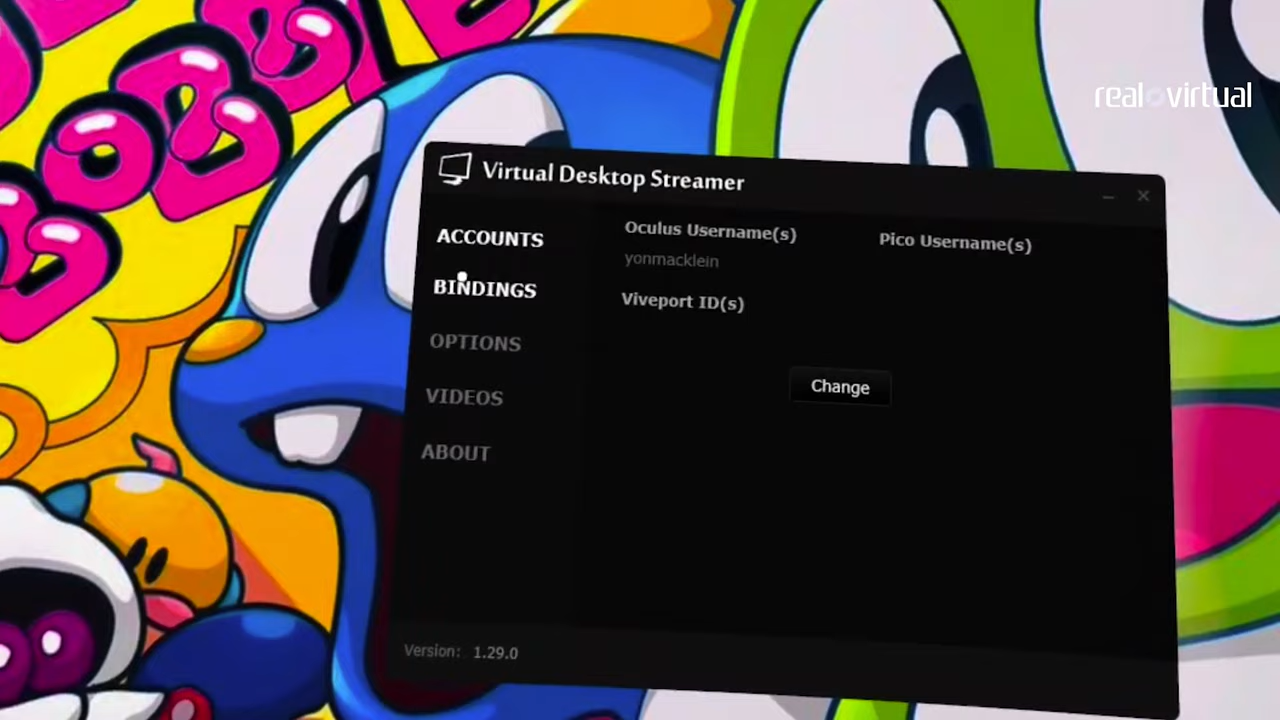 real o virtual
Virtual Desktop Streamer
ACCOUNTS
BINDINGS
OPTIONS
VIDEOS
ABOUT
Oculus Username(s)
yonmacklein
Pico Username(s)
Viveport ID(s)
Change
Version: 1.29.0